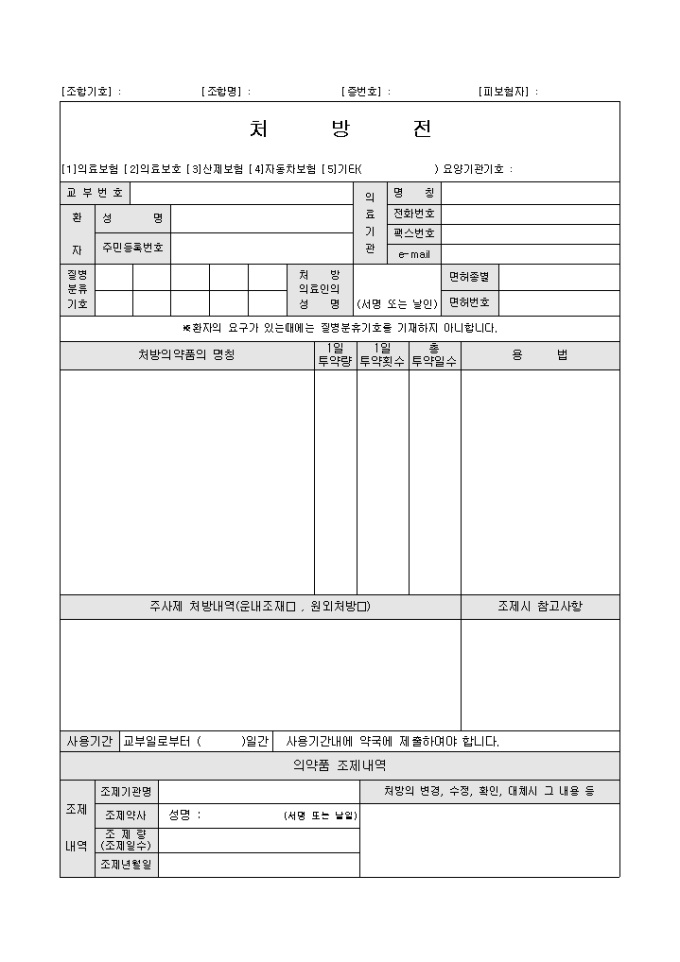 [조합기호] : [조합명] : [증번호] : [피보험자] :
처 방 전
[1]의료보험 [2]의료보호 [3]산제보험 [4]자동차보험 [5]기타( ) 요양기관기호 :
교 부 번 호
환 자
성 명
주민등록번호
의 료 기 관
명 칭
전화번호
팩스번호
e-mail
질병
분류
기호
처 방
의료인의
성 명
(서명 또는 날인)
면허종별
면허번호
※환자의 요구가 있는때에는 질병분휴기호를 기재하지 아니합니다.
처방의약품의 명칭
1일
투약량
1일
투약횟수
총
투약일수
용 법
주사제 처방내역(운내조재□ , 원외처방□)
조제시 참고사항
사용기간
교부일로부터 ( )일간
사용기간내에 약국에 제출하여야 합니다.
의약품 조제내역
조제
내역
조제기관명
조제약사
성명 :
(서명 또는 날일)
조 제 량
(조제일수)
조제년월일
처방의 변경, 수정, 확인, 대체시 그 내용 등